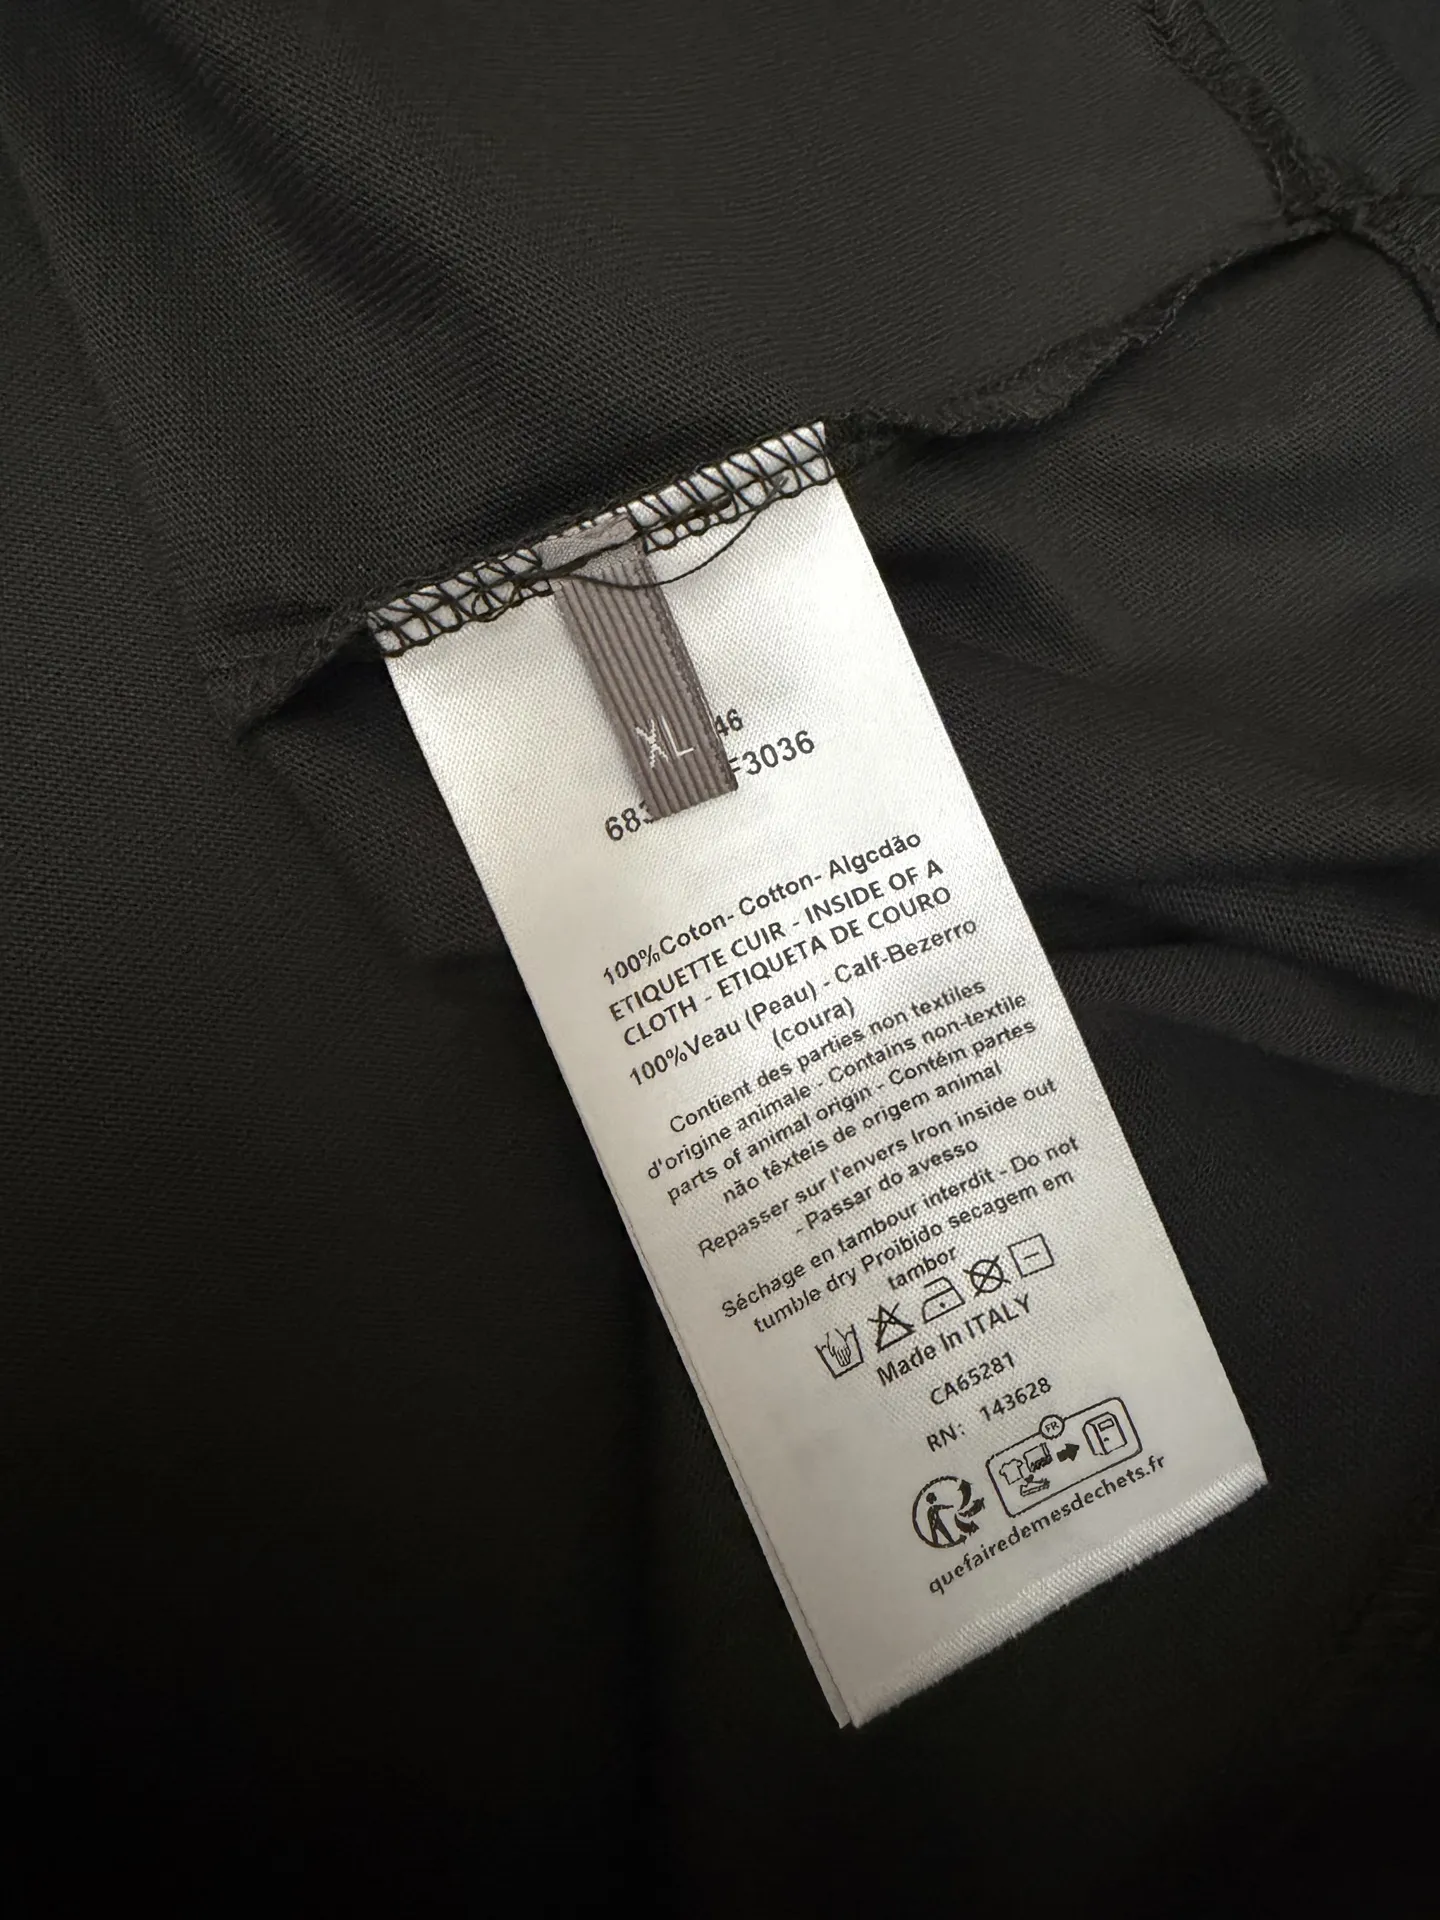 XL
46
683 F3036
100%Coton- Cotton- Algcdão
ETIQUETTE CUIR - INSIDE OF A
CLOTH - ETIQUETA DE COURO
100%Veau (Peau) - Calf-Bezerro
(coura)
Contient des parties non textiles
d'origine animale - Contains non-textile
parts of animal origin - Contém partes
não têxteis de origem animal
Repasser sur l'envers Iron inside out
- Passar do avesso
Séchage en tambour interdit - Do not
tumble dry Proibido secagem em
tambor
Made In ITALY
CA65281
RN: 143628
FR
quefairedemesdechets.fr